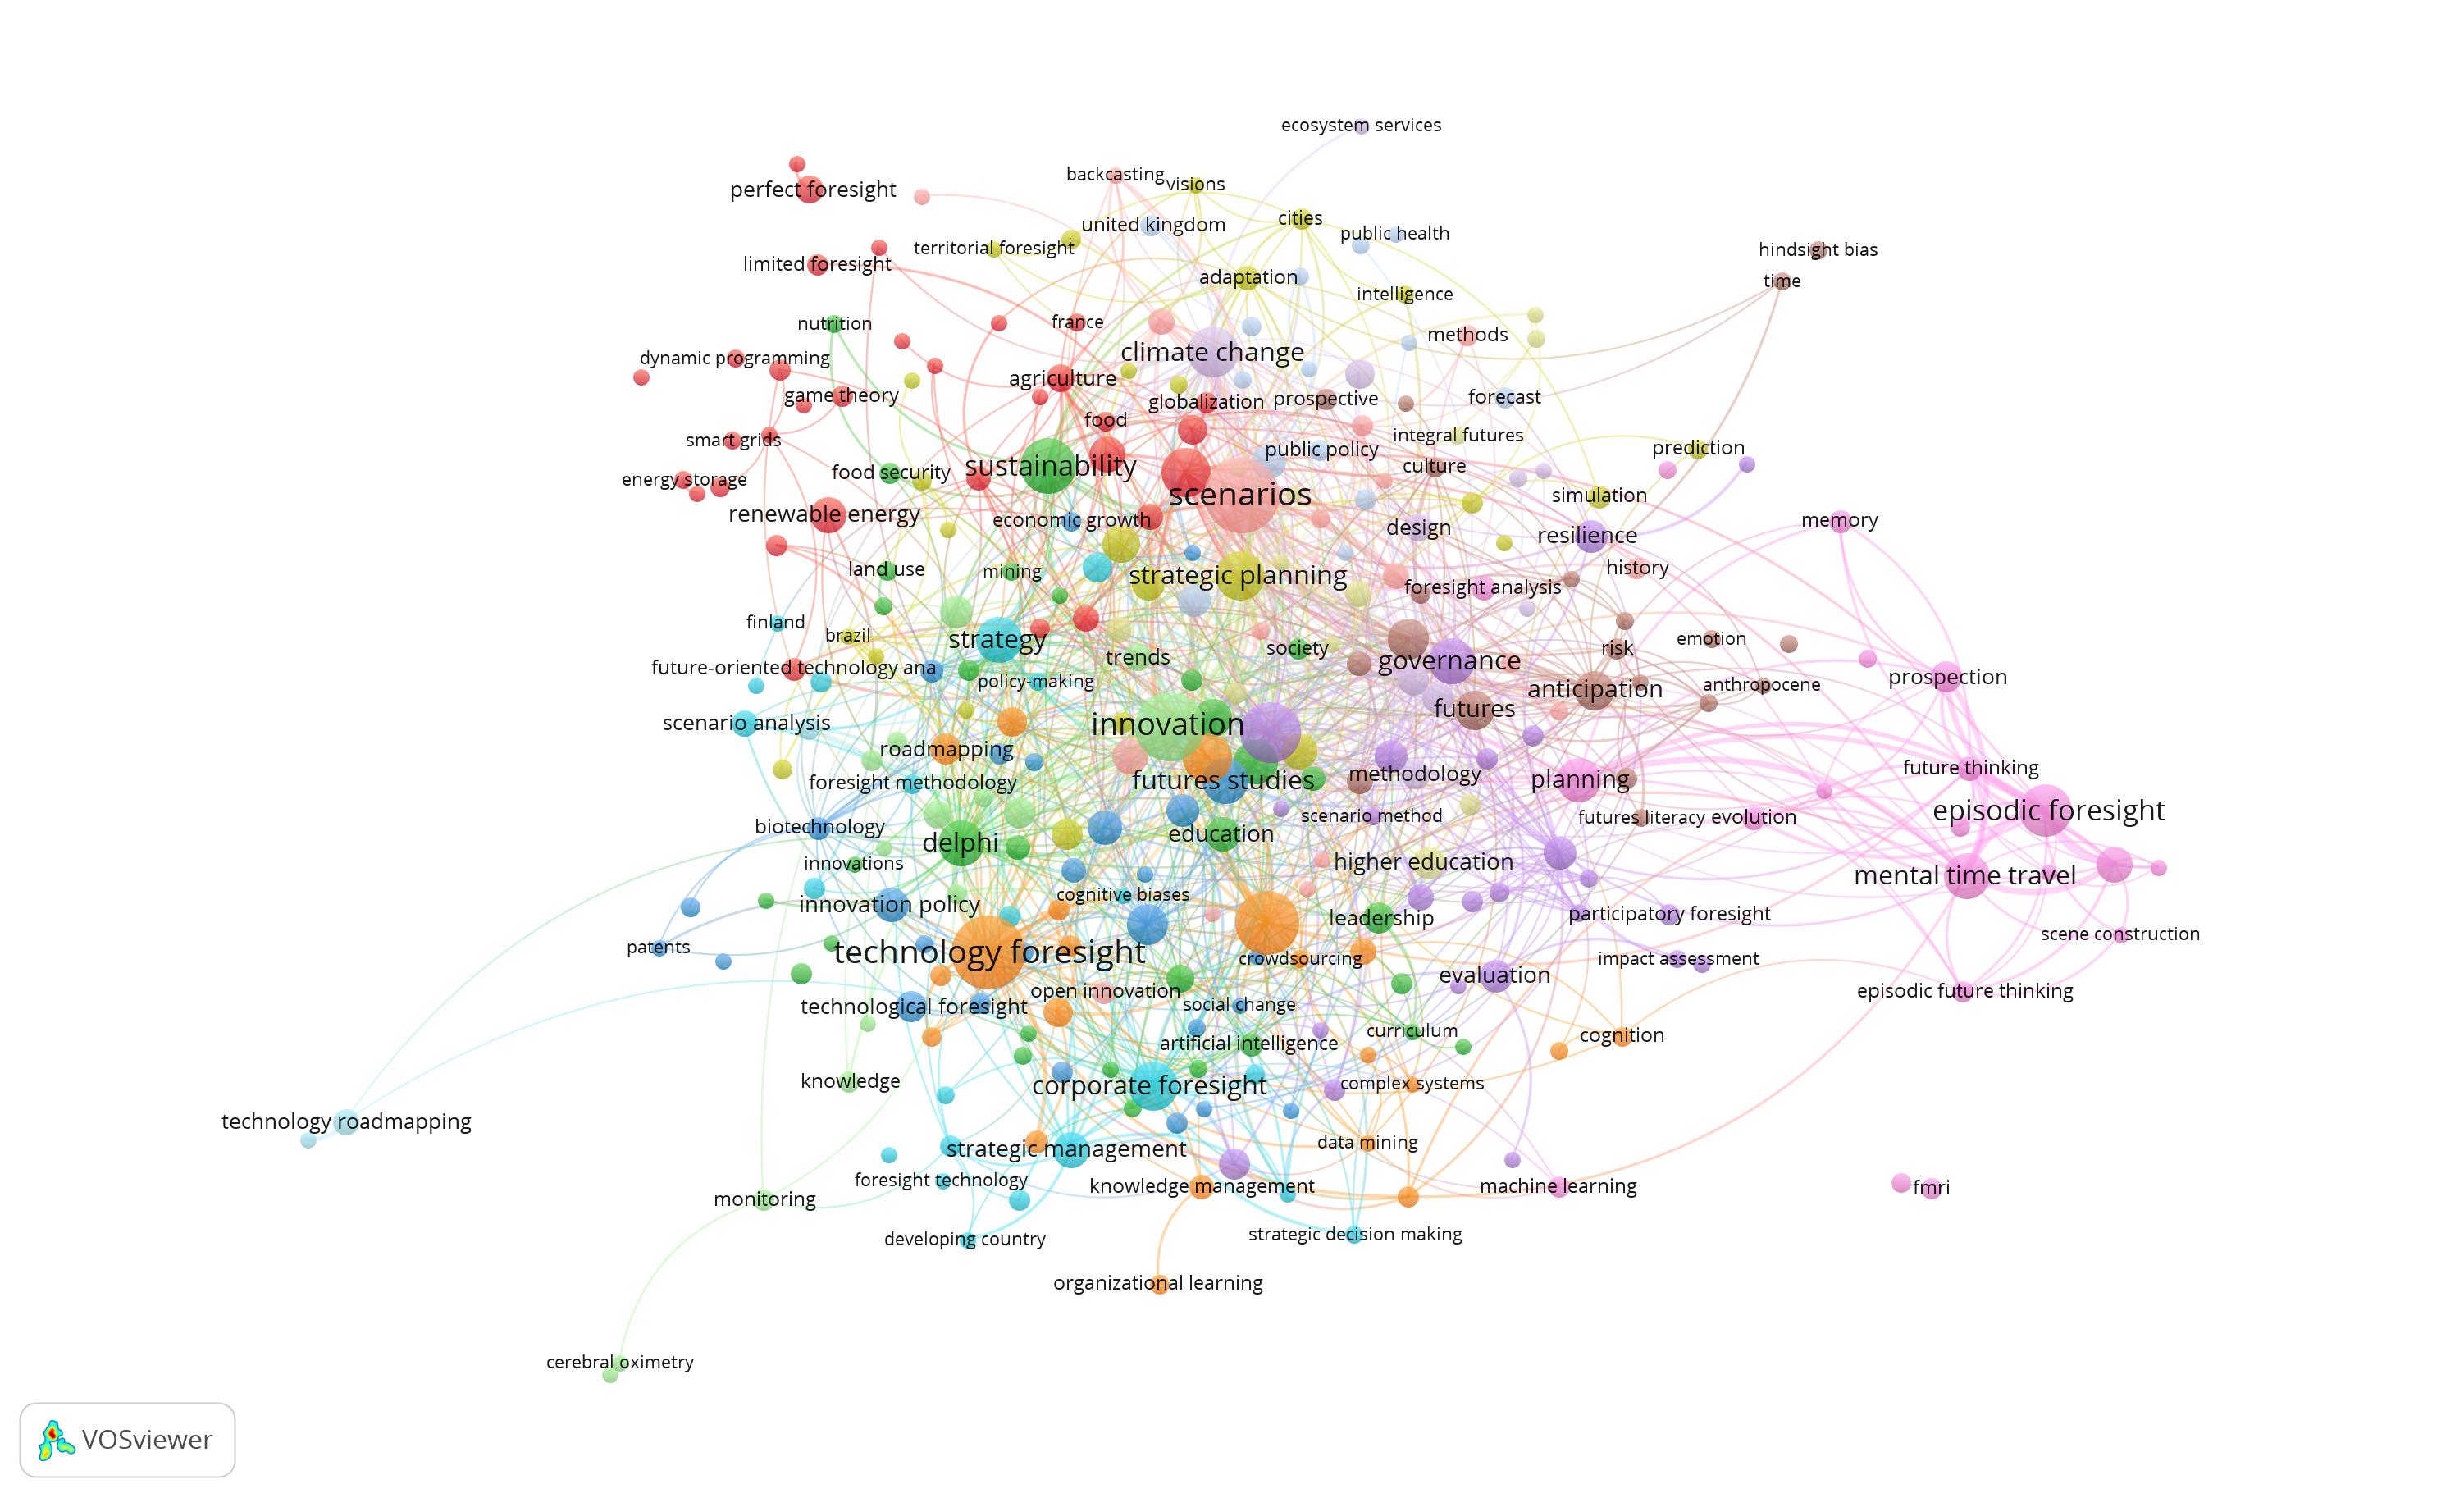 ecosystem services
backcasting
visions
perfect foresight
united kingdom
cities
public health
territorial foresight
hindsight bias
limited foresight
adaptation
time
intelligence
nutrition
france
methods
dynamic programming
climate change
agriculture
game theory
globalization
prospective
forecast
food
smart grids
integral futures
public policy
prediction
sustainability
culture
food security
energy storage
scenarios
simulation
renewable energy
economic growth
memory
design
resilience
land use
mining
strategic planning
history
foresight analysis
finland
brazil
strategy
emotion
society
risk
trends
governance
future-oriented technology ana
policy-making
prospection
anticipation
anthropocene
futures
scenario analysis
innovation
roadmapping
future thinking
methodology
planning
futures studies
foresight methodology
episodic foresight
scenario method
futures literacy
evolution
biotechnology
education
delphi
innovations
higher education
mental time travel
cognitive biases
innovation policy
participatory foresight
leadership
scene construction
patents
technology foresight
crowdsourcing
impact assessment
evaluation
open innovation
episodic future thinking
technological foresight
social change
curriculum
cognition
artificial intelligence
knowledge
corporate foresight
complex systems
technology roadmapping
data mining
strategic management
foresight technology
knowledge management
machine learning
fmri
monitoring
strategic decision making
developing country
organizational learning
cerebral oximetry
VOSviewer